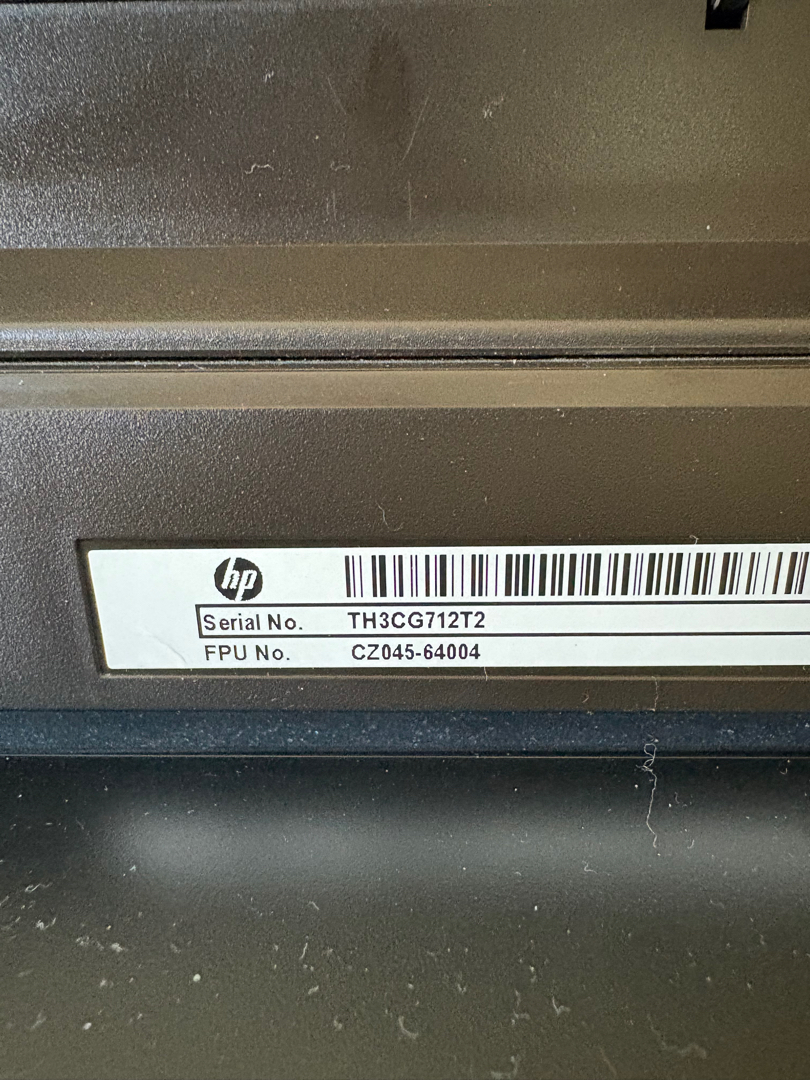 hp
Serial No. TH3CG712T2
FPU No. CZ045-64004